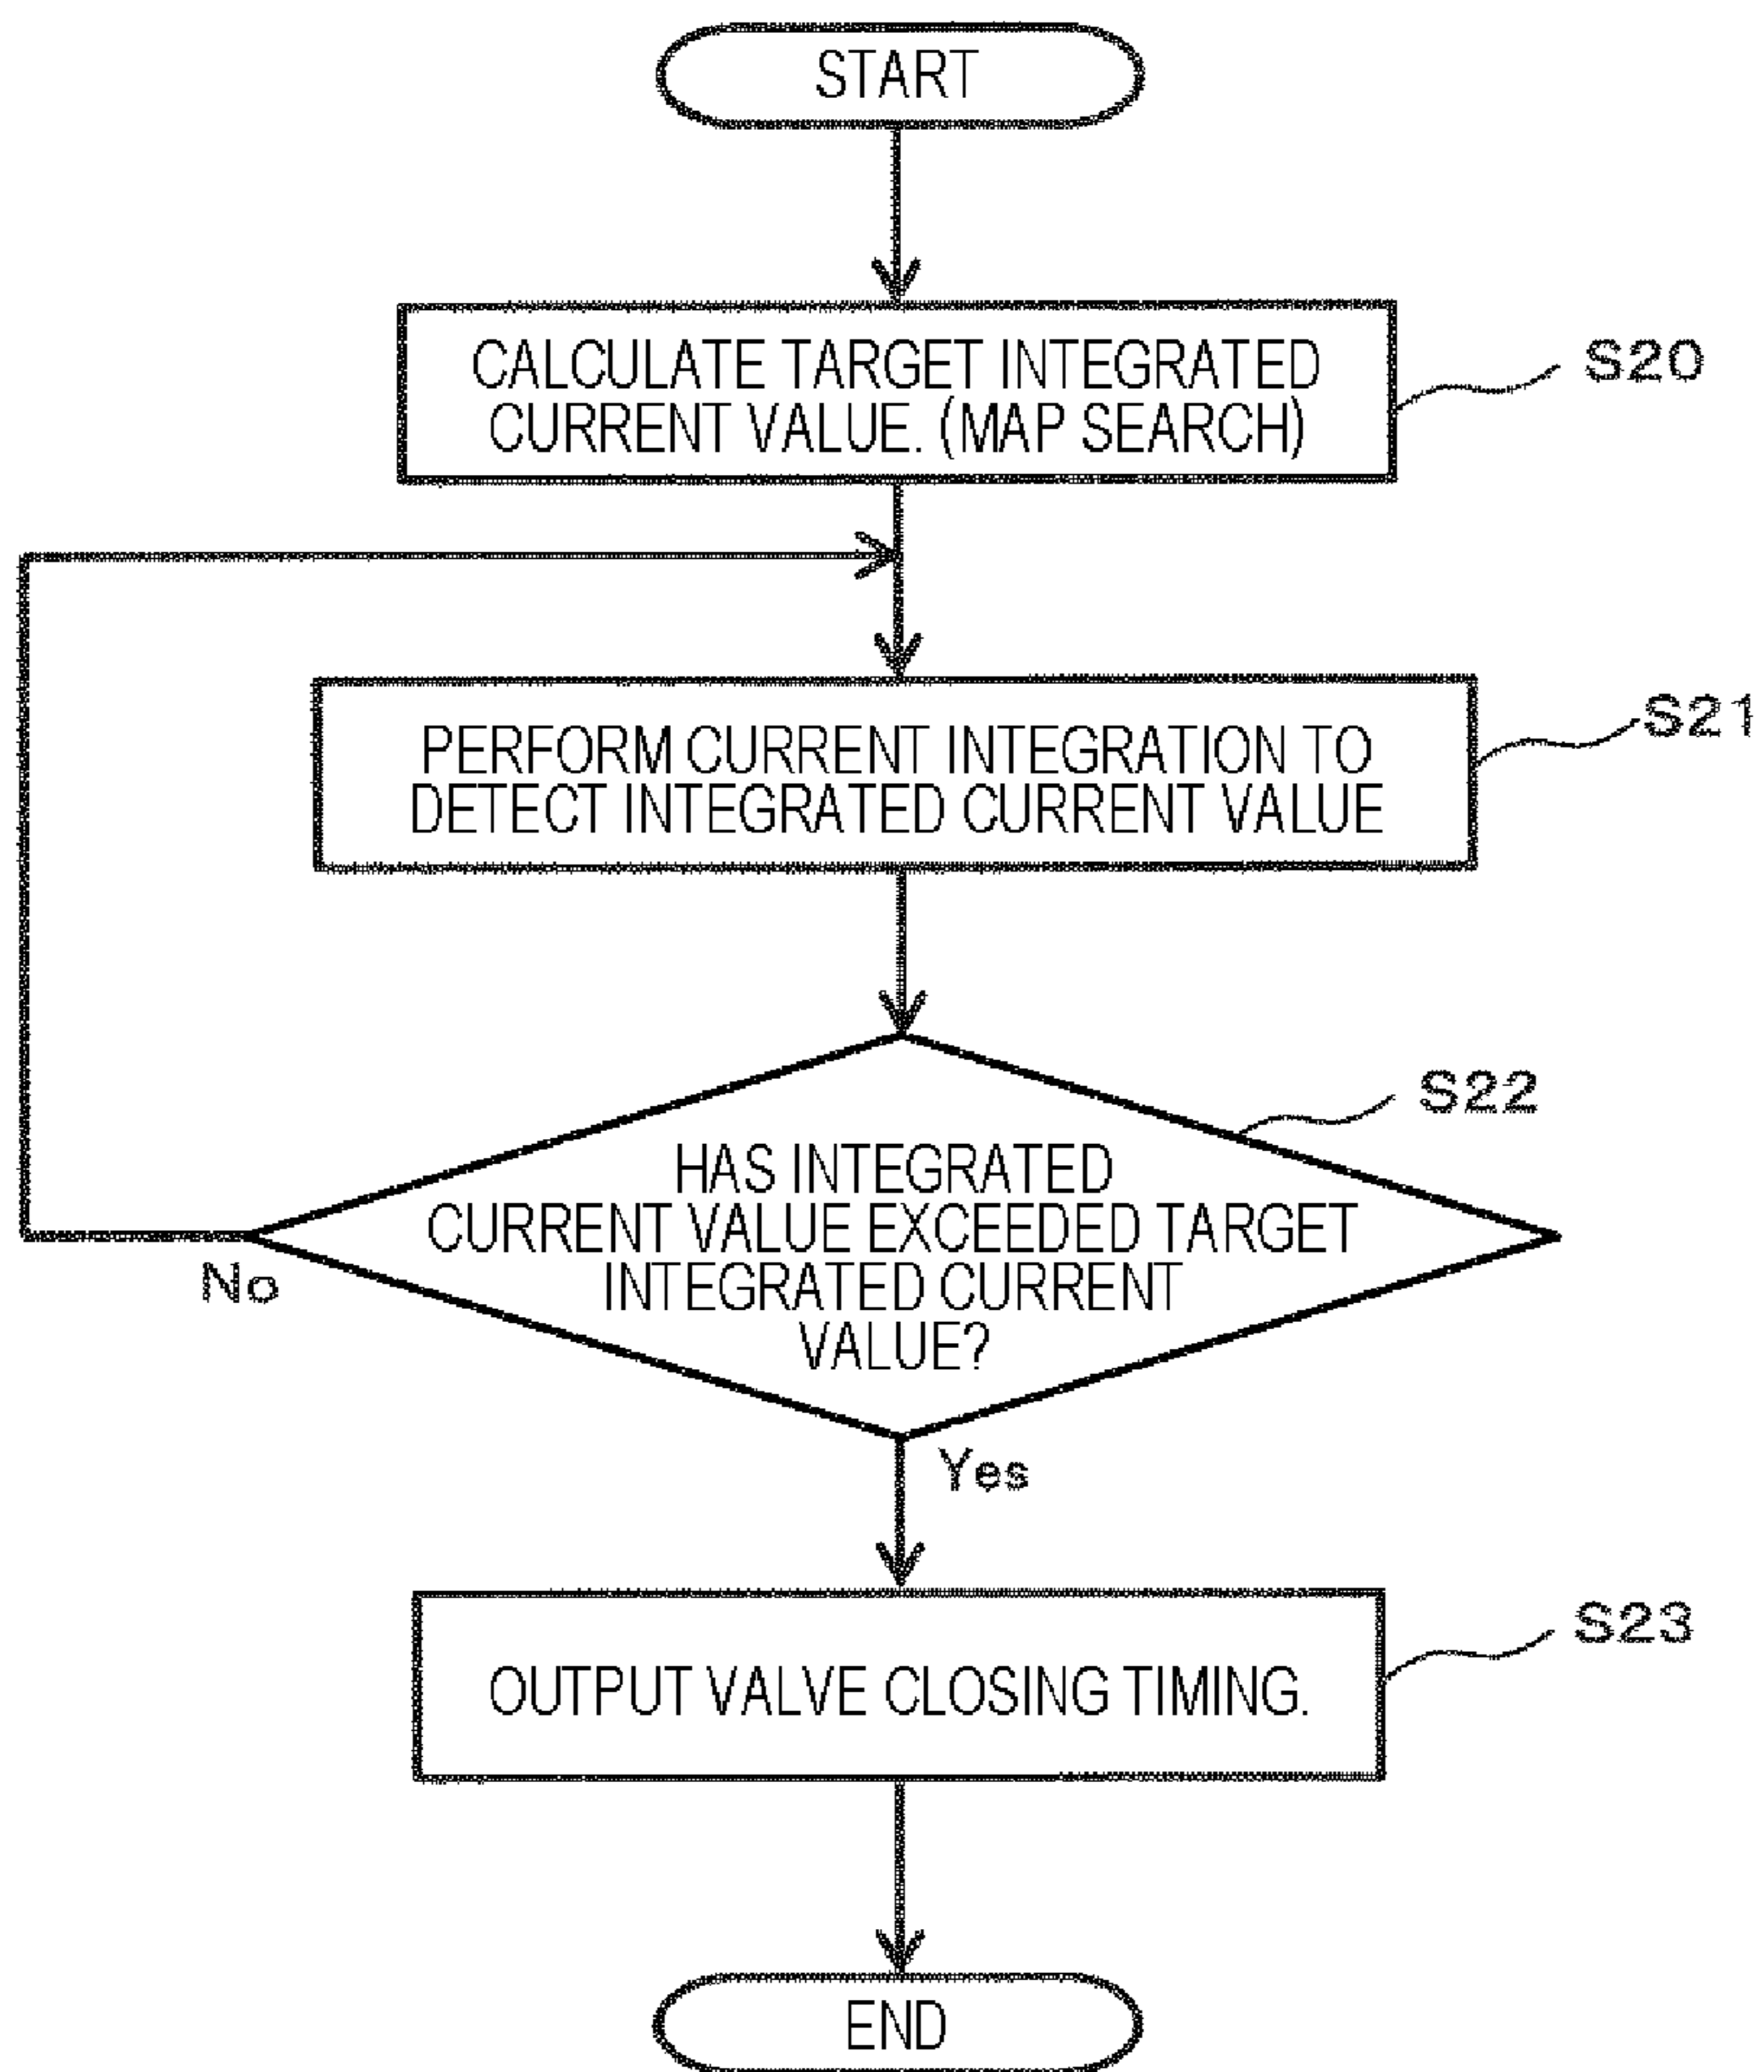 START
CALCULATE TARGET INTEGRATED
CURRENT VALUE. (MAP SEARCH)
S20
PERFORM CURRENT INTEGRATION TO
DETECT INTEGRATED CURRENT VALUE
S21
HAS INTEGRATED
CURRENT VALUE EXCEEDED TARGET
INTEGRATED CURRENT
VALUE?
S22
No
Yes
OUTPUT VALVE CLOSING TIMING.
S23
END